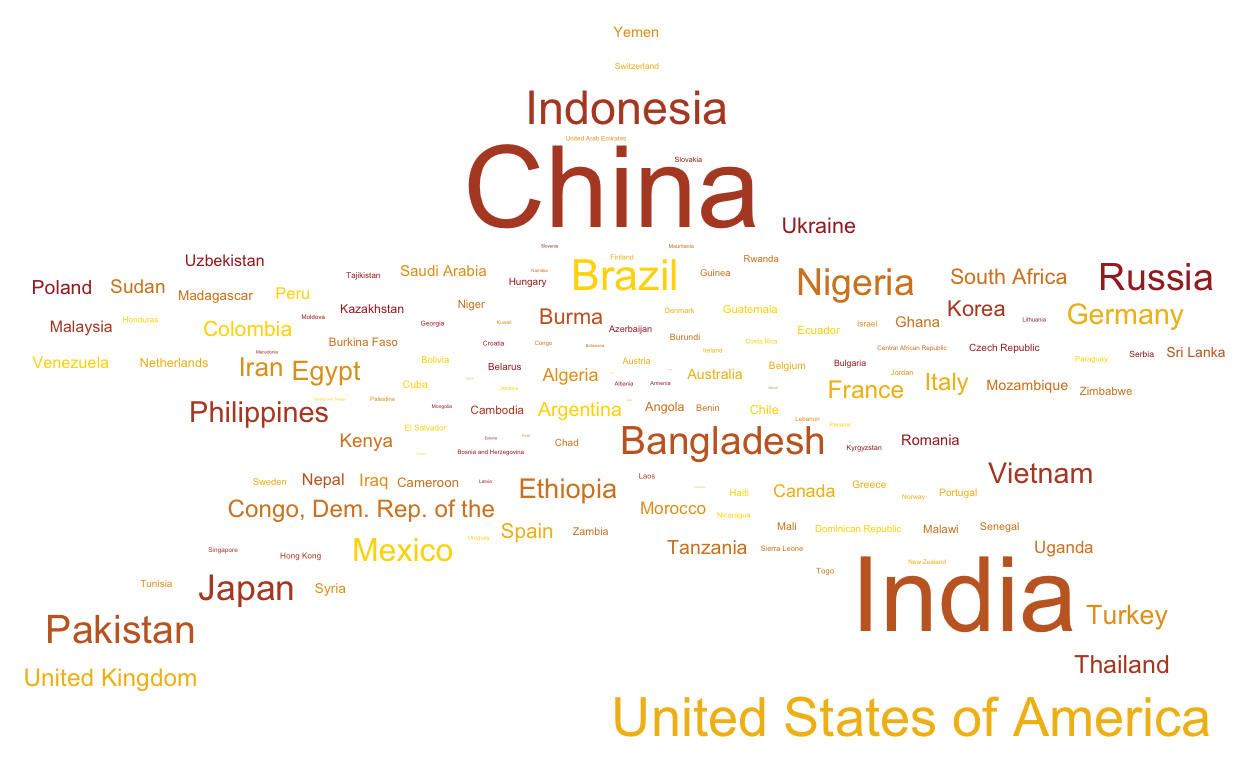 Yemen
Switzerland
Indonesia
United Arab Emirates
China
Slovakia
Ukraine
Slovenia
Mauritania
Uzbekistan
Finland
Rwanda
Tajikistan
Saudi Arabia
Namibia
Brazil
Guinea
South Africa
Russia
Poland
Sudan
Hungary
Nigeria
Madagascar
Peru
Kazakhstan
Niger
Guatemala
Korea
Denmark
Germany
Malaysia
Honduras
Moldova
Colombia
Georgia
Kuwait
Burma
Azerbaijan
Ecuador
Israel
Ghana
Lithuania
Burkina Faso
Croatia
Congo
Botswana
Burundi
Costa Rica
Ireland
Central African Republic
Czech Republic
Serbia
Sri Lanka
Macedonia
Venezuela
Netherlands
Iran
Egypt
Bolivia
Belarus
Austria
Belgium
Bulgaria
Paraguay
Algeria
Australia
Jordan
Cuba
Jamaica
Albania
Armenia
France
Italy
Mozambique
Zimbabwe
Palestine
Philippines
Mongolia
Cambodia
Argentina
Angola
Benin
Chile
Lebanon
Panama
El Salvador
Kenya
Estonia
Chad
Bangladesh
Kyrgyzstan
Romania
Bosnia and Herzegovina
Sweden
Nepal
Iraq
Cameroon
Latvia
Ethiopia
Laos
Haiti
Canada
Greece
Norway
Portugal
Vietnam
Congo, Dem. Rep. of the
Morocco
Nicaragua
Mexico
Uruguay
Spain
Zambia
Mali
Dominican Republic
Malawi
Senegal
Singapore
Hong Kong
Tanzania
Sierra Leone
Uganda
New Zealand
Togo
Tunisia
Japan
Syria
India
Turkey
Pakistan
Thailand
United Kingdom
United States of America